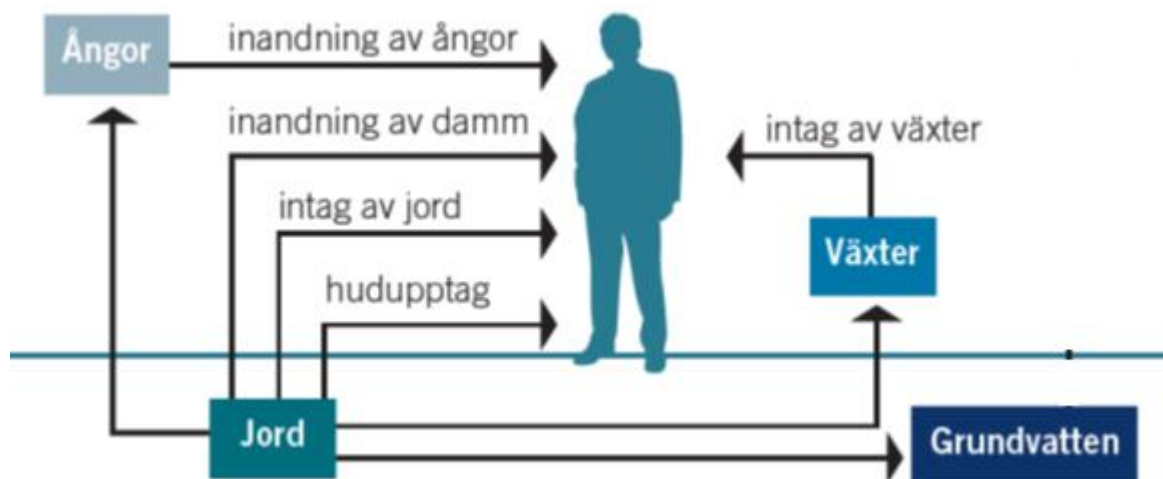 Ångor
inandning av ångor
inandning av damm
intag av växter
intag av jord
Växter
hudupptag
Jord
Grundvatten